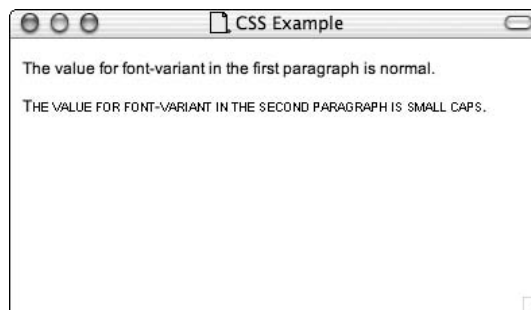 CSS Example
The value for font-variant in the first paragraph is normal.
THE VALUE FOR FONT-VARIANT IN THE SECOND PARAGRAPH IS SMALL CAPS.